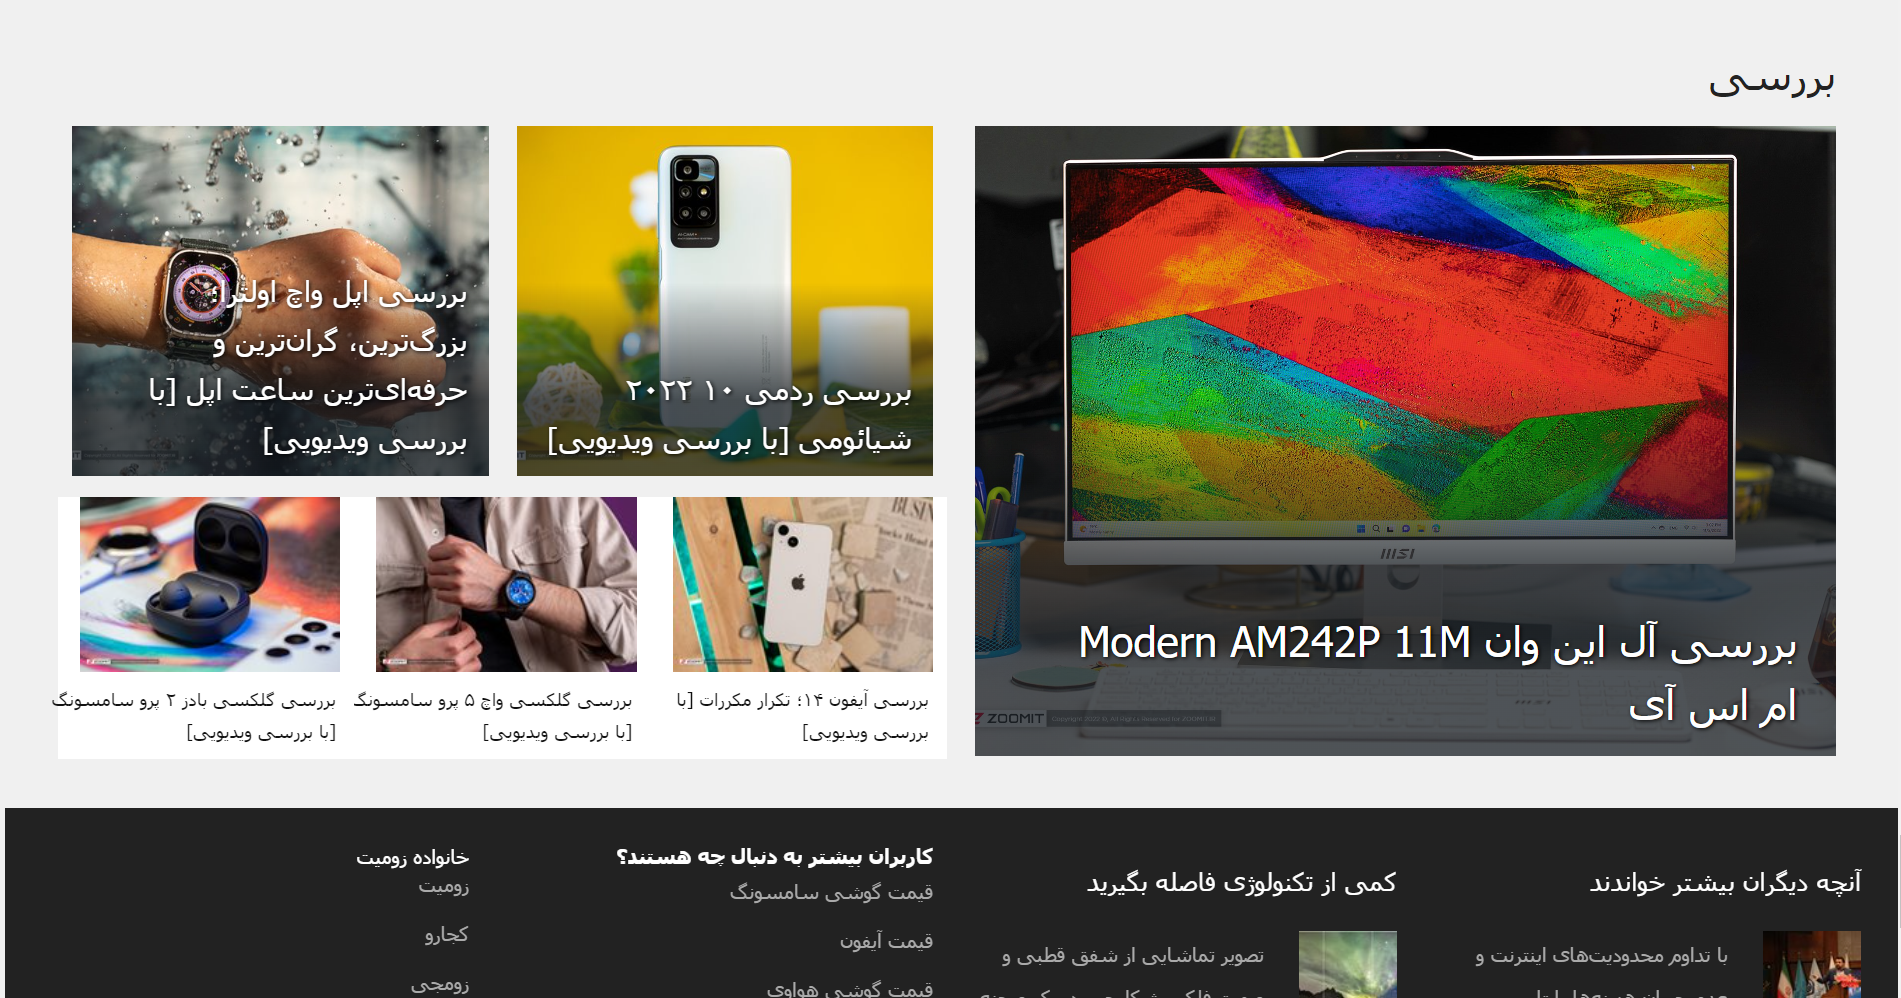 بررسی
بررسی آل این وان Modern AM242P 11M
ام اس آی
ZOOMIT
msi
بررسی ردمی ۱۰ ۲۰۲۲
شیائومی [با بررسی ویدیویی]
بررسی اپل واچ اولترا؛
بزرگ‌ترین، گران‌ترین و
حرفه‌ای‌ترین ساعت اپل [با
بررسی ویدیویی]
بررسی آیفون ۱۴؛ تکرار مکررات [با
بررسی ویدیویی]
بررسی گلکسی واچ ۵ پرو سامسونگ
[با بررسی ویدیویی]
بررسی گلکسی بادز ۲ پرو سامسونگ
[با بررسی ویدیویی]
آنچه دیگران بیشتر خواندند
با تداوم محدودیت‌های اینترنت و
کمی از تکنولوژی فاصله بگیرید
تصویر تماشایی از شفق قطبی و
کاربران بیشتر به دنبال چه هستند؟
قیمت گوشی سامسونگ
قیمت آیفون
قیمت گوشی هواوی
خانواده زومیت
زومیت
کجارو
زومجی